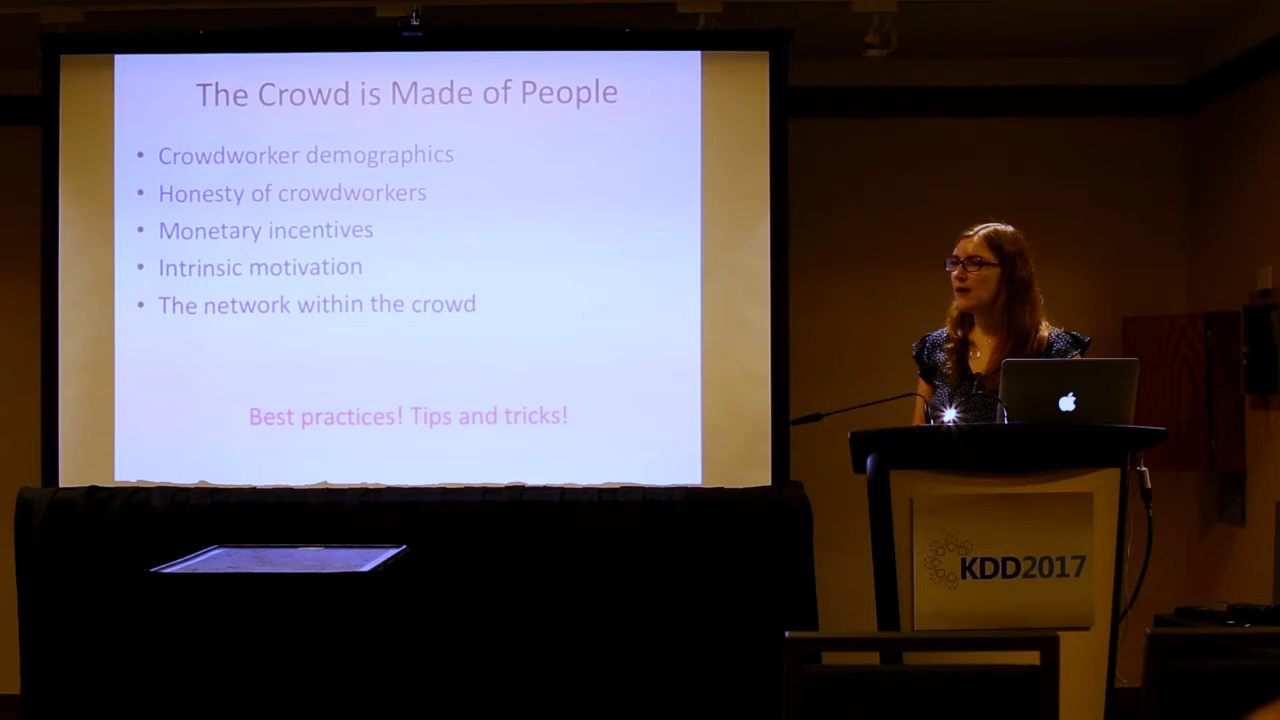 The Crowd is Made of People
• Crowdworker demographics
• Honesty of crowdworkers
• Monetary incentives
• Intrinsic motivation
• The network within the crowd
Best practices! Tips and tricks!
KDD2017